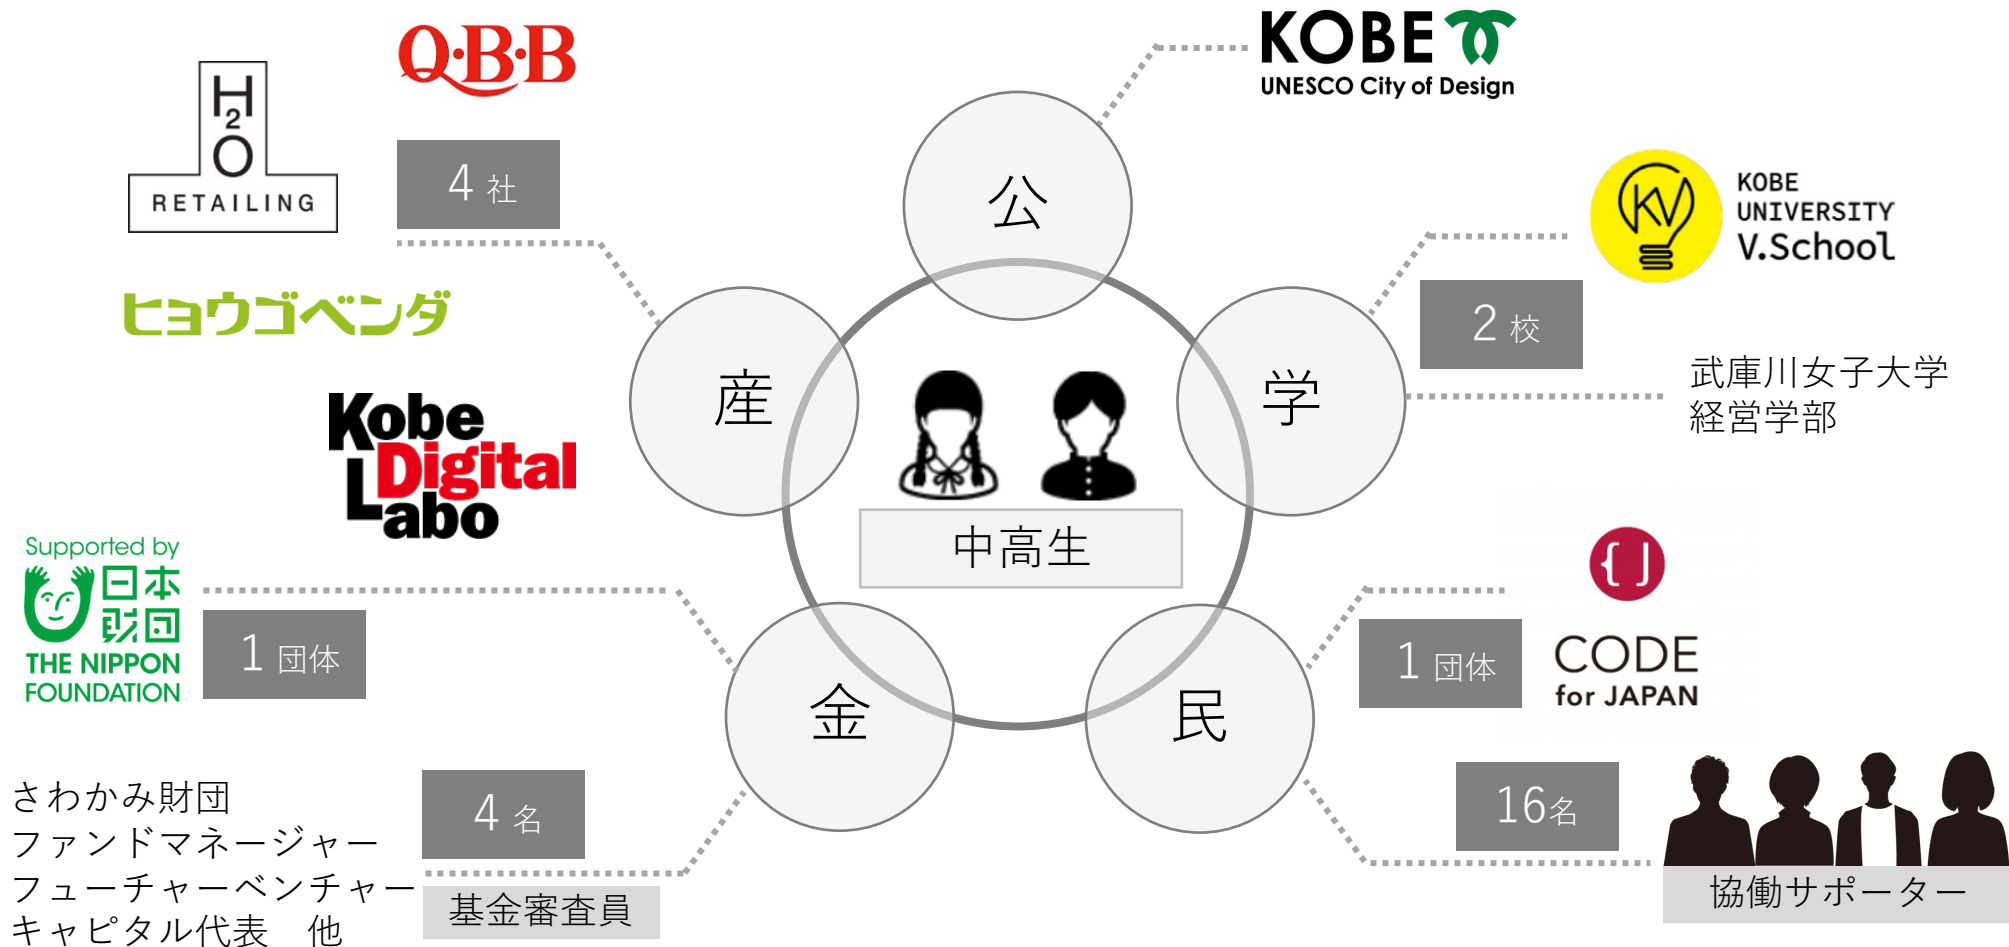 Q・B・B
H2O
RETAILING
4 社
ヒョウゴベンダ
Kobe
Digital
Labo
KOBE
UNESCO City of Design
KOBE
UNIVERSITY
V.School
KV
2 校
武庫川女子大学
経営学部
公
産
学
中高生
金
民
Supported by
日本
財団
THE NIPPON
FOUNDATION
1 団体
さわかみ財団
ファンドマネージャー
フューチャーベンチャー
キャピタル代表　他
4 名
基金審査員
1 団体
{ }
CODE
for JAPAN
16名
協働サポーター